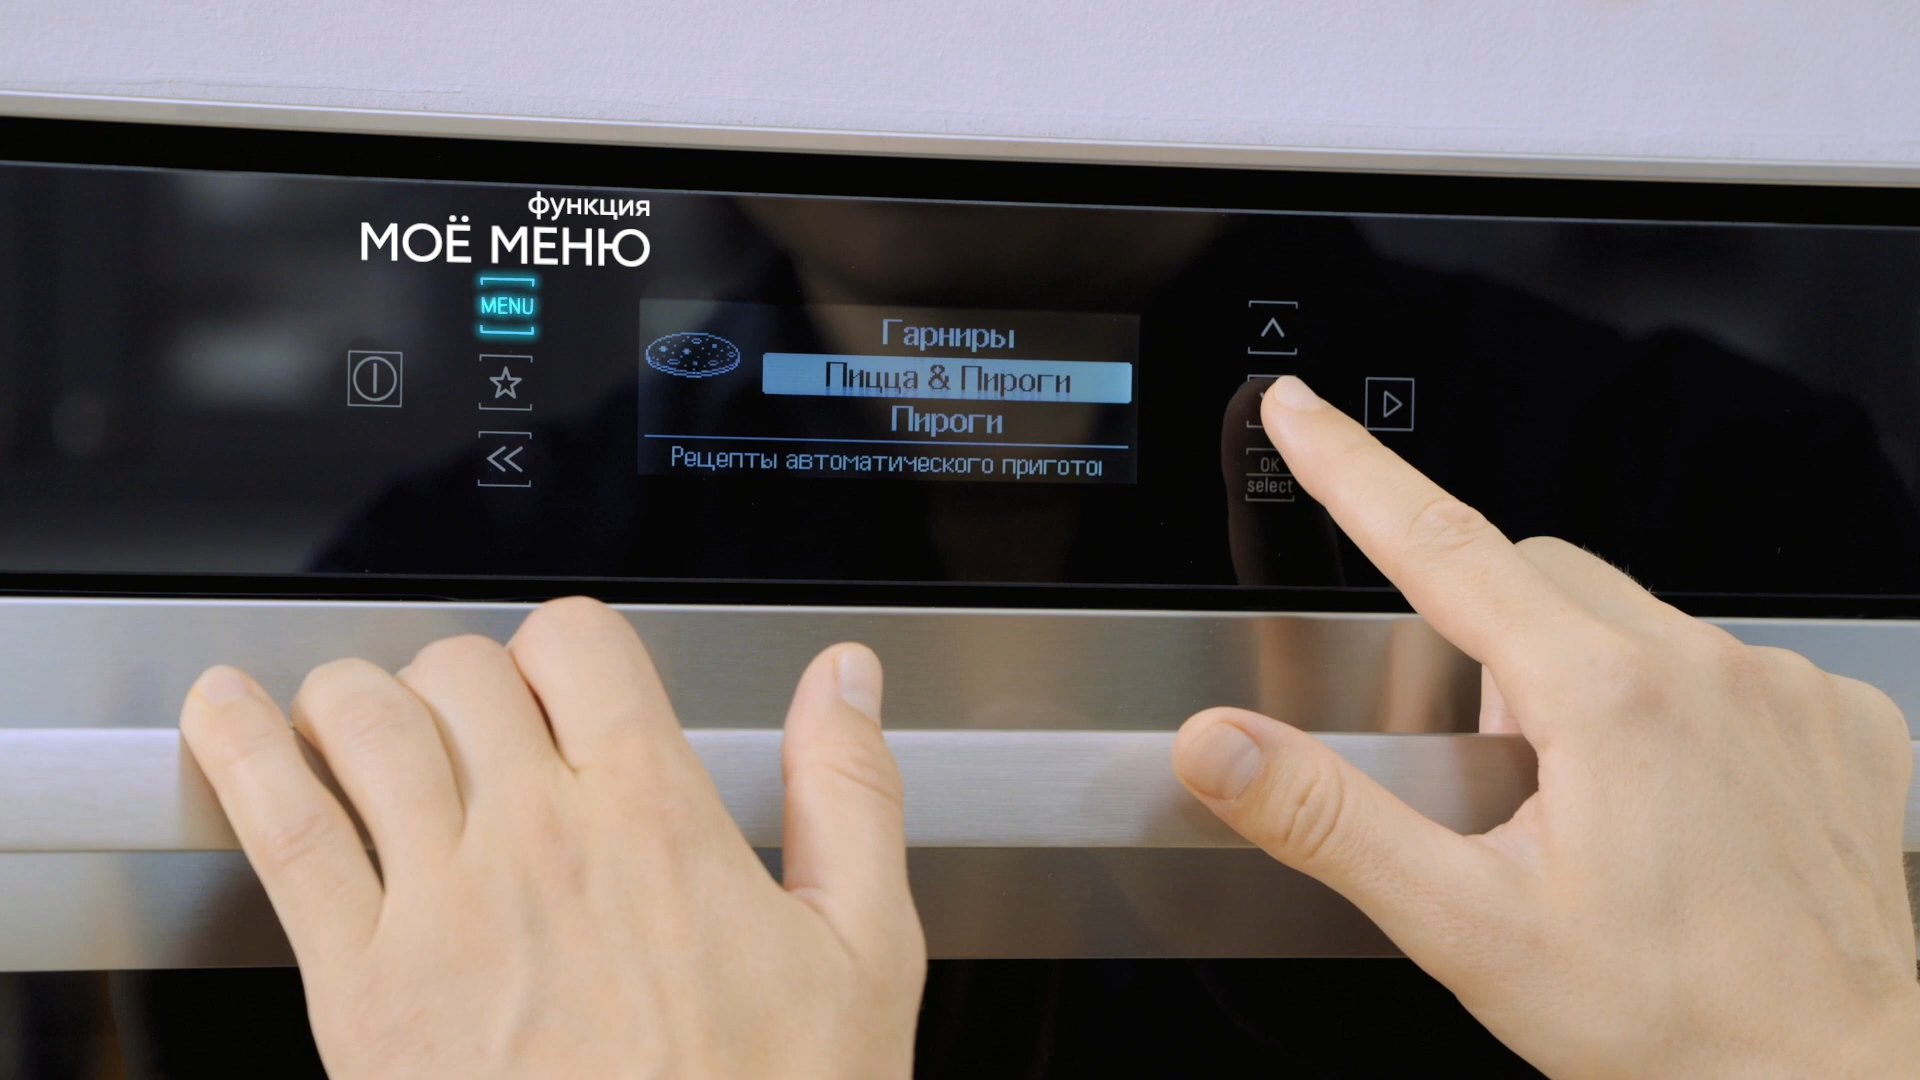 функция
МОЁ МЕНЮ
MENU
Гарниры
Пицца & Пироги
Пироги
Рецепты автоматического пригото
OK
select